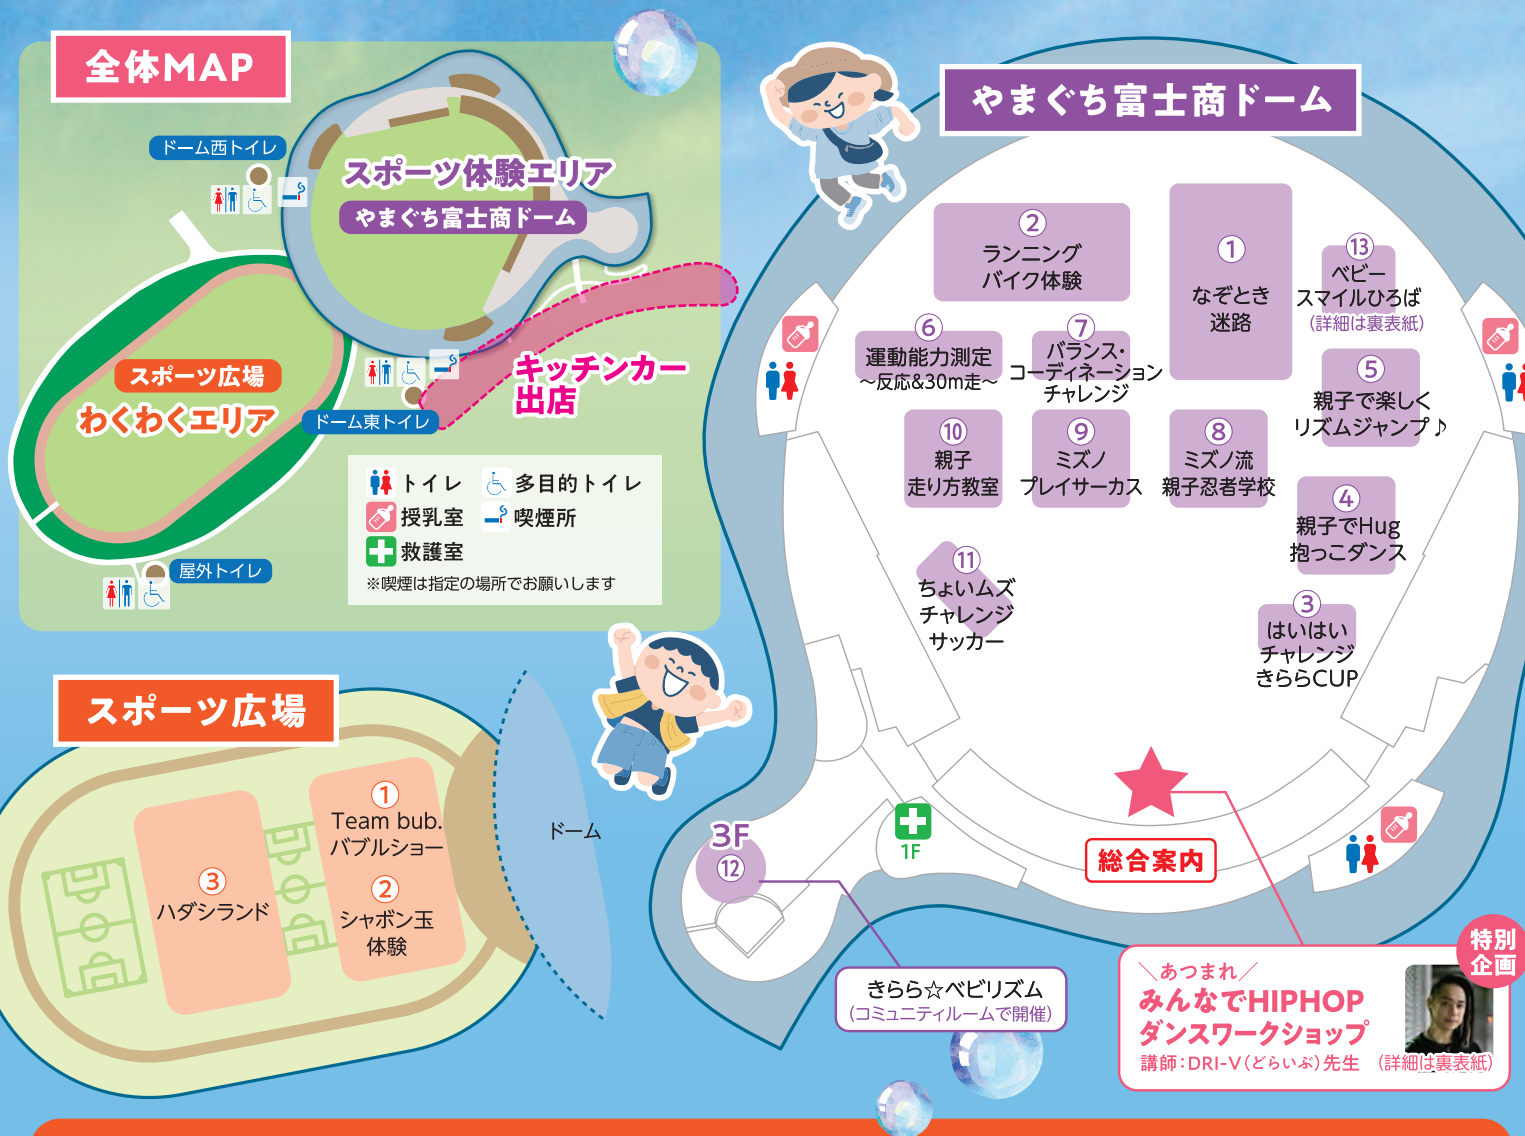 全体MAP
ドーム西トイレ
スポーツ体験エリア
やまぐち富士商ドーム
スポーツ広場
わくわくエリア
キッチンカー
出店
ドーム東トイレ
トイレ
多目的トイレ
授乳室
喫煙所
救護室
※喫煙は指定の場所でお願いします
屋外トイレ
スポーツ広場
①
Team bub.
バブルショー
②
シャボン玉
体験
③
ハダシランド
ドーム
やまぐち富士商ドーム
②
ランニング
バイク体験
①
なぞとき
迷路
⑬
ベビー
スマイルひろば
(詳細は裏表紙)
⑥
運動能力測定
～反応&30m走～
⑦
バランス・
コーディネーション
チャレンジ
⑤
親子で楽しく
リズムジャンプ♪
⑩
親子
走り方教室
⑨
ミズノ
プレイサーカス
⑧
ミズノ流
親子忍者学校
④
親子でHug
抱っこダンス
⑪
ちょいムズ
チャレンジ
サッカー
③
はいはい
チャレンジ
きららCUP
3F
⑫
1F
総合案内
きらら☆ベビリズム
(コミュニティルームで開催)
特別
企画
＼あつまれ／
みんなでHIPHOP
ダンスワークショップ
講師：DRI-V(どらいぶ)先生
(詳細は裏表紙)